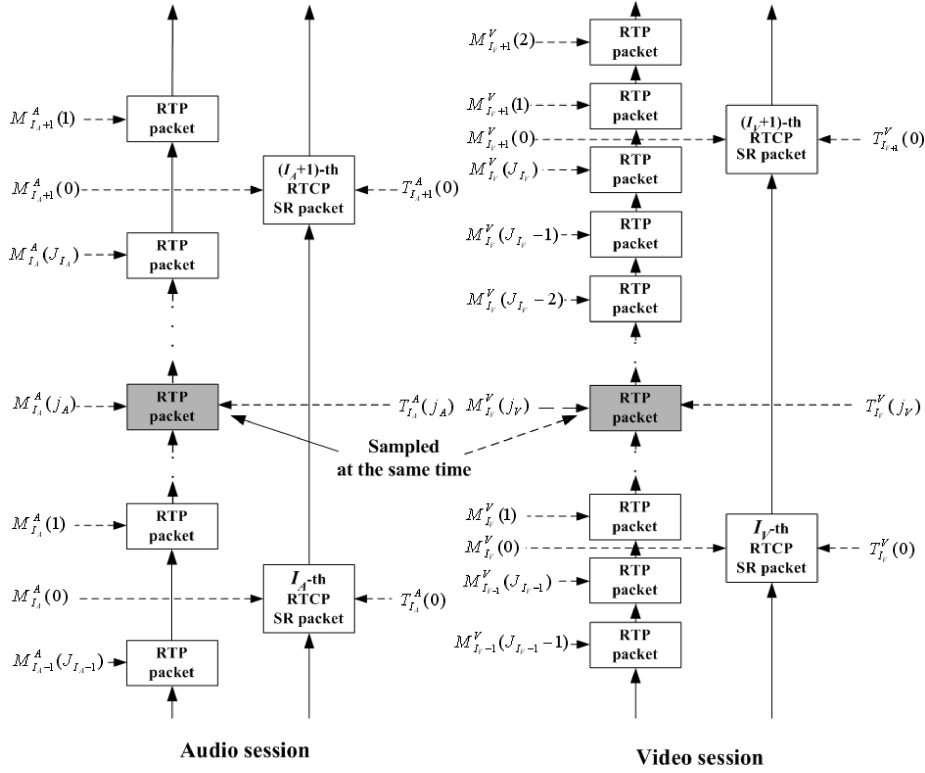 M^A_{I_A+1}(1)
RTP
packet
M^A_{I_A+1}(0)
(I_A+1)-th
RTCP
SR packet
T^A_{I_A+1}(0)
M^A_{I_A}(J_{I_A})
RTP
packet
M^A_{I_A}(j_A)
RTP
packet
T^A_{I_A}(j_A)
M^A_{I_A}(1)
RTP
packet
M^A_{I_A}(0)
I_A-th
RTCP
SR packet
T^A_{I_A}(0)
M^A_{I_A-1}(J_{I_A-1})
RTP
packet
Audio session
Sampled
at the same time
M^V_{I_V+1}(2)
RTP
packet
M^V_{I_V+1}(1)
RTP
packet
M^V_{I_V+1}(0)
(I_V+1)-th
RTCP
SR packet
T^V_{I_V+1}(0)
M^V_{I_V}(J_{I_V})
RTP
packet
M^V_{I_V}(J_{I_V}-1)
RTP
packet
M^V_{I_V}(J_{I_V}-2)
RTP
packet
M^V_{I_V}(j_V)
RTP
packet
T^V_{I_V}(j_V)
M^V_{I_V}(1)
RTP
packet
M^V_{I_V}(0)
I_V-th
RTCP
SR packet
T^V_{I_V}(0)
M^V_{I_V-1}(J_{I_V-1})
RTP
packet
M^V_{I_V-1}(J_{I_V-1}-1)
RTP
packet
Video session